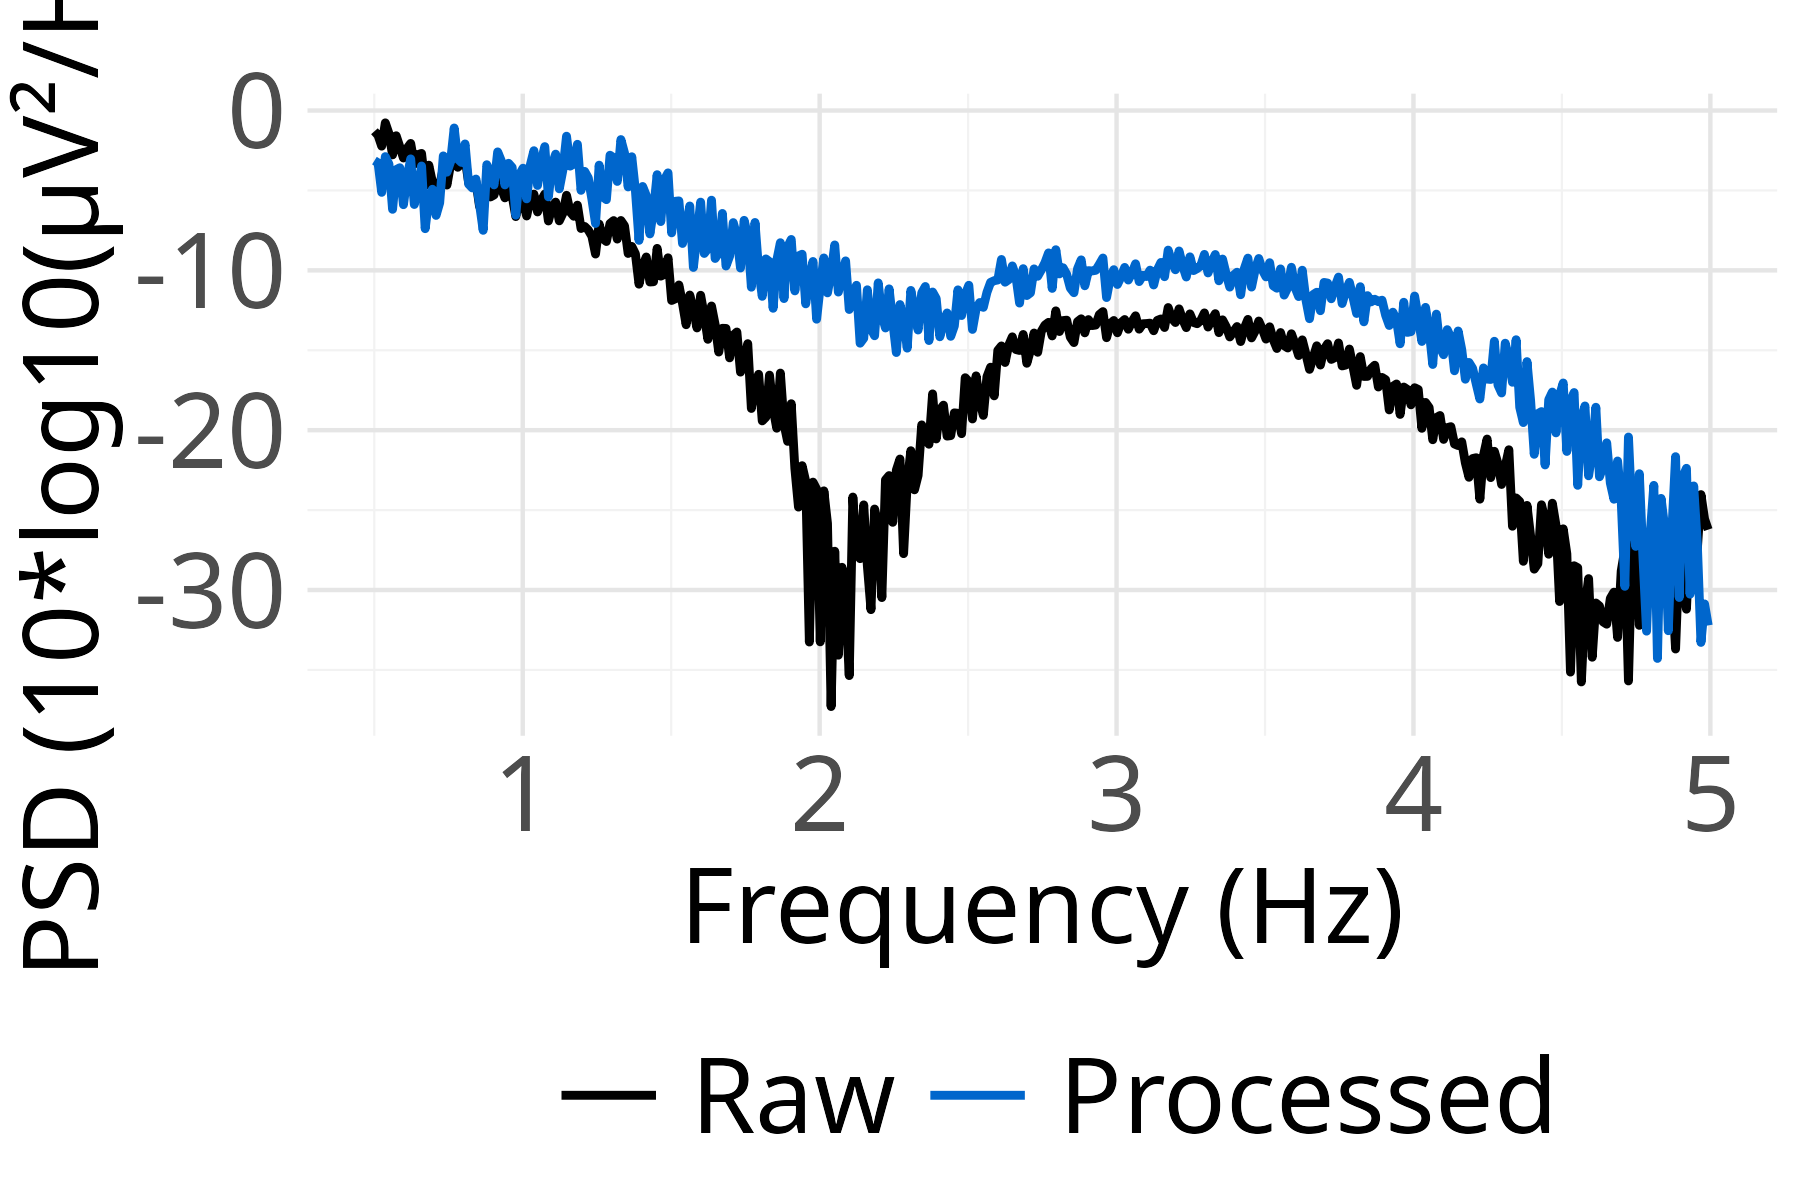 PSD (10*log10(µV²/H
0
-10
-20
-30
1 2 3 4 5
Frequency (Hz)
Raw Processed